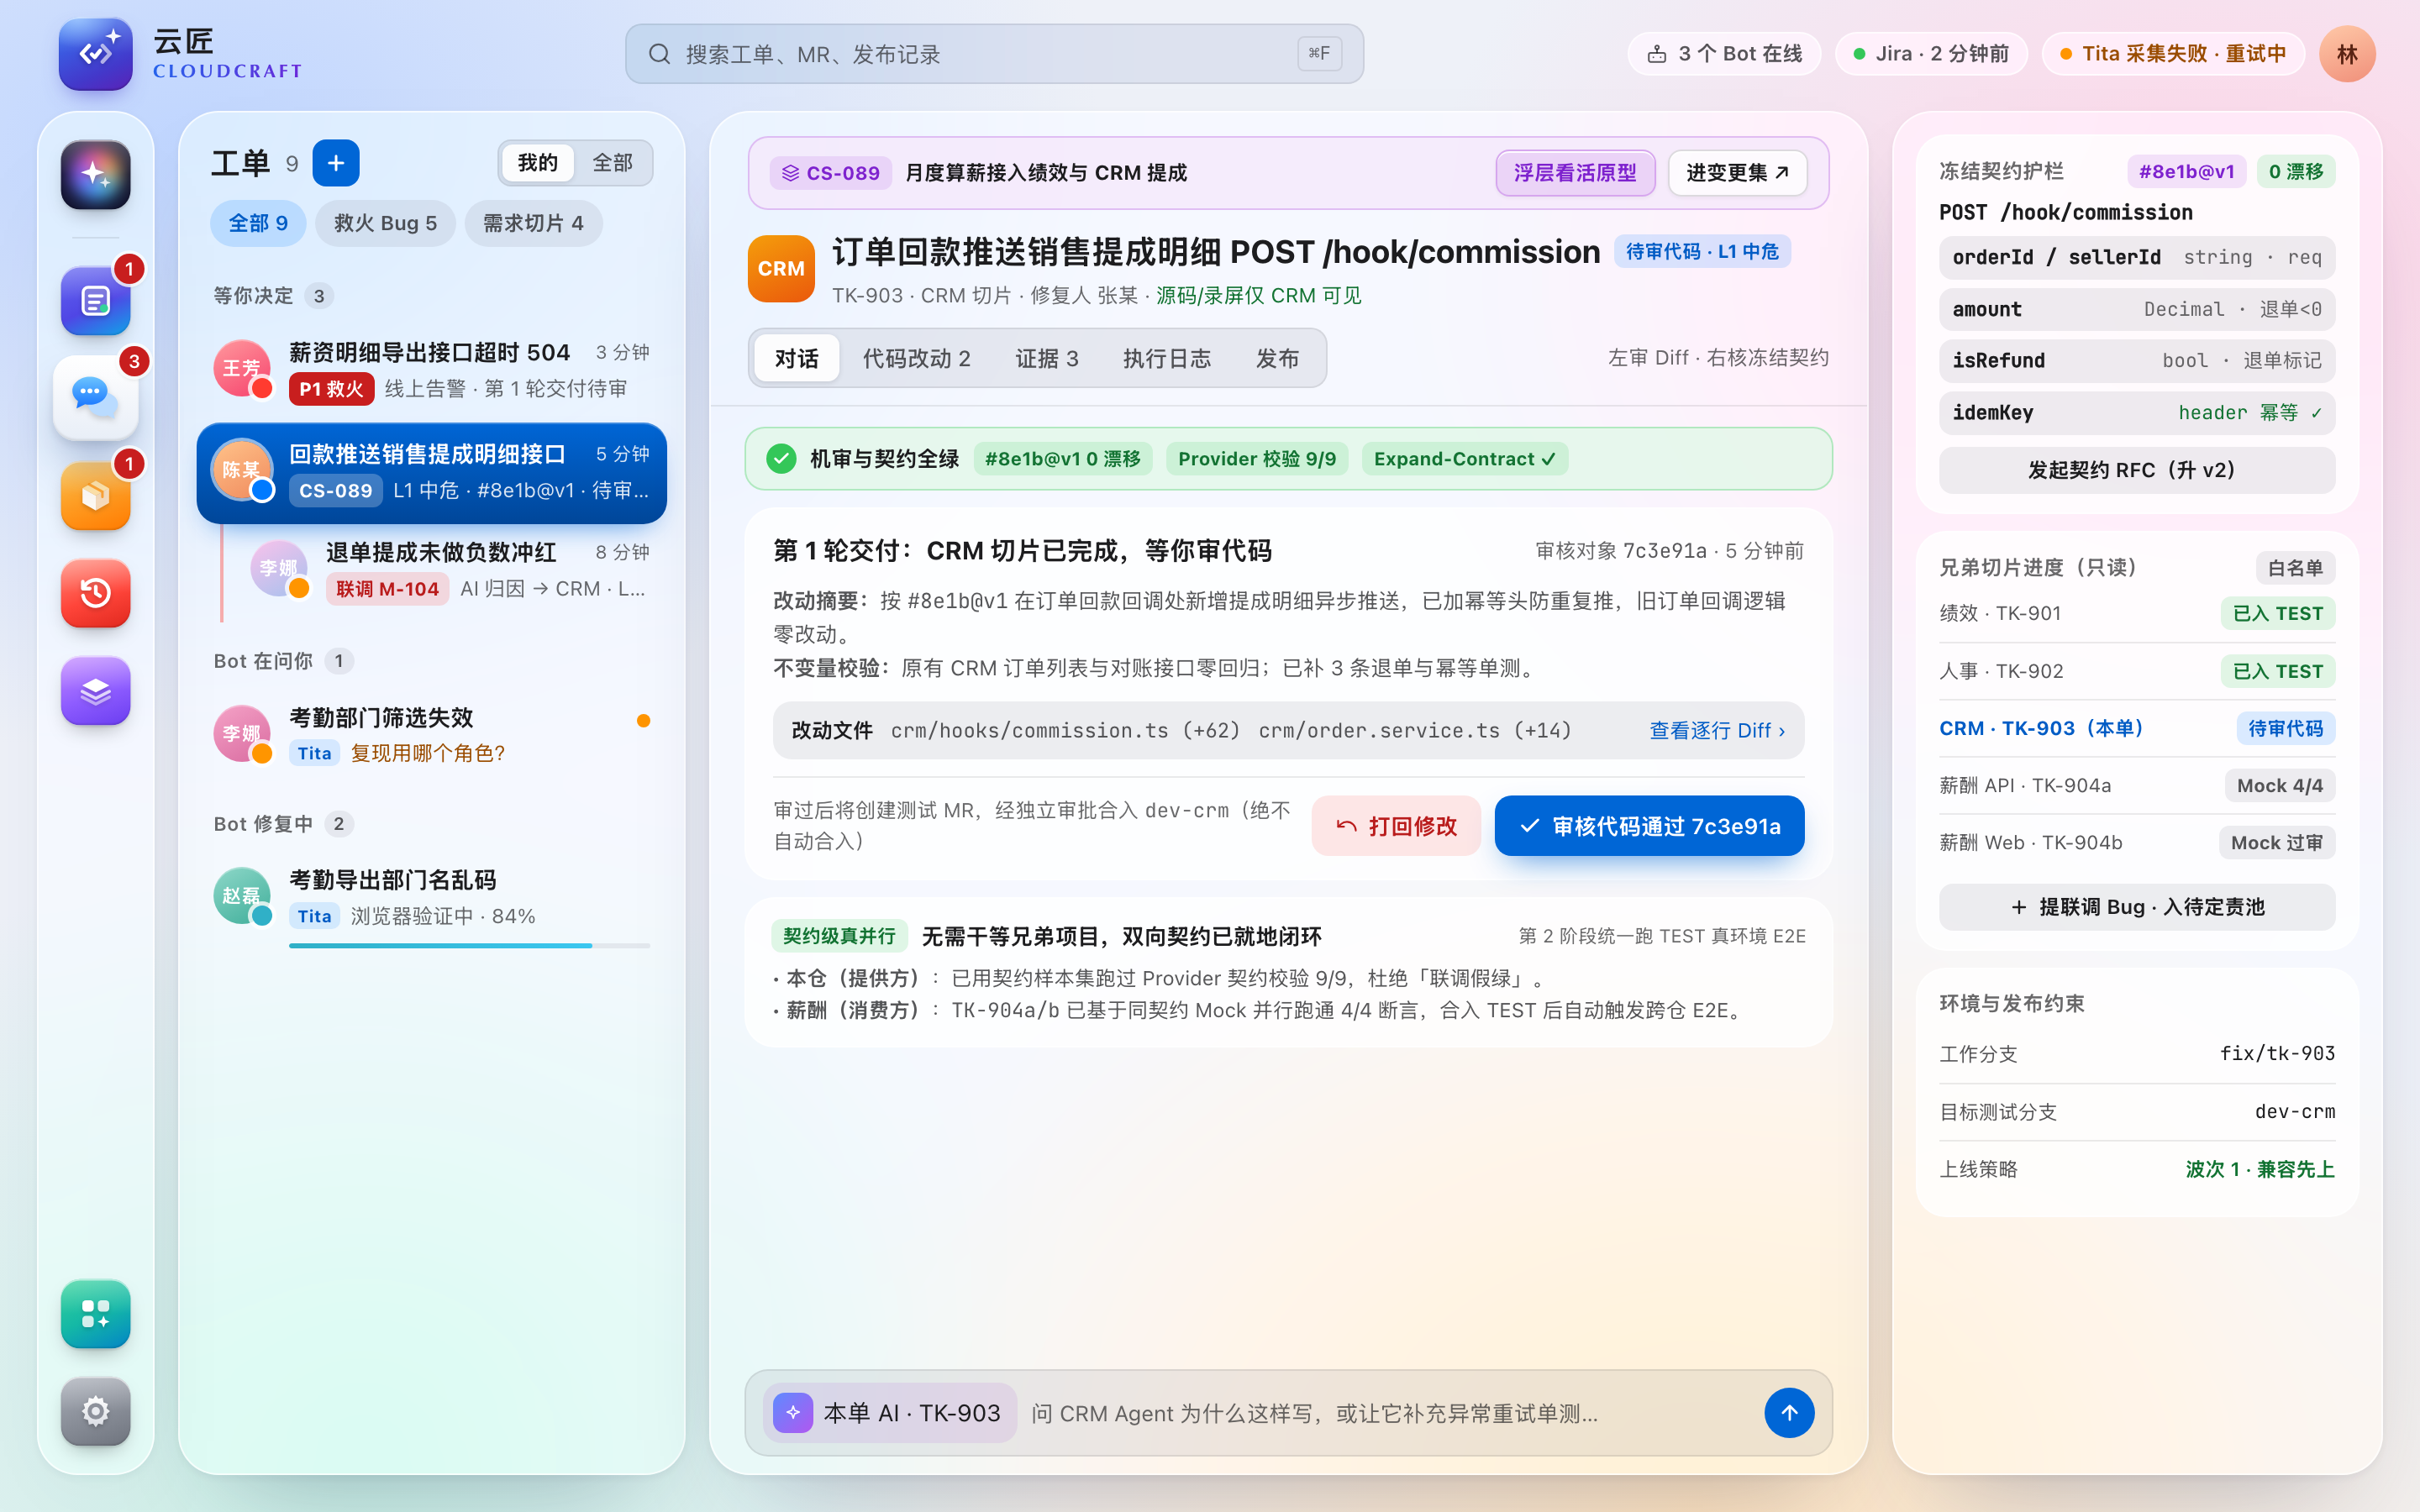 云匠
CLOUDCRAFT
搜索工单、MR、发布记录
⌘F
3 个 Bot 在线
Jira · 2 分钟前
Tita 采集失败 · 重试中
林
1
3
1
工单 9
+
我的
全部
全部 9
救火 Bug 5
需求切片 4
等你决定 3
王芳
薪资明细导出接口超时 504
3 分钟
P1 救火
线上告警 · 第 1 轮交付待审
陈某
回款推送销售提成明细接口
5 分钟
CS-089
L1 中危 · #8e1b@v1 · 待审…
李娜
退单提成未做负数冲红
8 分钟
联调 M-104
AI 归因 → CRM · L…
Bot 在问你 1
李娜
考勤部门筛选失效
Tita
复现用哪个角色?
Bot 修复中 2
赵磊
考勤导出部门名乱码
Tita
浏览器验证中 · 84%
CS-089
月度算薪接入绩效与 CRM 提成
浮层看活原型
进变更集 ↗
CRM
订单回款推送销售提成明细 POST /hook/commission
待审代码 · L1 中危
TK-903 · CRM 切片 · 修复人 张某 · 源码/录屏仅 CRM 可见
对话
代码改动 2
证据 3
执行日志
发布
左审 Diff · 右核冻结契约
机审与契约全绿
#8e1b@v1 0 漂移
Provider 校验 9/9
Expand-Contract ✓
第 1 轮交付：CRM 切片已完成，等你审代码
审核对象 7c3e91a · 5 分钟前
改动摘要：按 #8e1b@v1 在订单回款回调处新增提成明细异步推送，已加幂等头防重复推，旧订单回调逻辑
零改动。
不变量校验：原有 CRM 订单列表与对账接口零回归；已补 3 条退单与幂等单测。
改动文件
crm/hooks/commission.ts (+62)
crm/order.service.ts (+14)
查看逐行 Diff ›
审过后将创建测试 MR，经独立审批合入 dev-crm（绝不
自动合入）
打回修改
审核代码通过 7c3e91a
契约级真并行
无需干等兄弟项目，双向契约已就地闭环
第 2 阶段统一跑 TEST 真环境 E2E
· 本仓（提供方）：已用契约样本集跑过 Provider 契约校验 9/9，杜绝「联调假绿」。
· 薪酬（消费方）：TK-904a/b 已基于同契约 Mock 并行跑通 4/4 断言，合入 TEST 后自动触发跨仓 E2E。
本单 AI · TK-903
问 CRM Agent 为什么这样写，或让它补充异常重试单测...
冻结契约护栏
#8e1b@v1
0 漂移
POST /hook/commission
orderId / sellerId
string · req
amount
Decimal · 退单<0
isRefund
bool · 退单标记
idemKey
header 幂等 ✓
发起契约 RFC（升 v2）
兄弟切片进度（只读）
白名单
绩效 · TK-901
已入 TEST
人事 · TK-902
已入 TEST
CRM · TK-903（本单）
待审代码
薪酬 API · TK-904a
Mock 4/4
薪酬 Web · TK-904b
Mock 过审
+ 提联调 Bug · 入待定责池
环境与发布约束
工作分支
fix/tk-903
目标测试分支
dev-crm
上线策略
波次 1 · 兼容先上